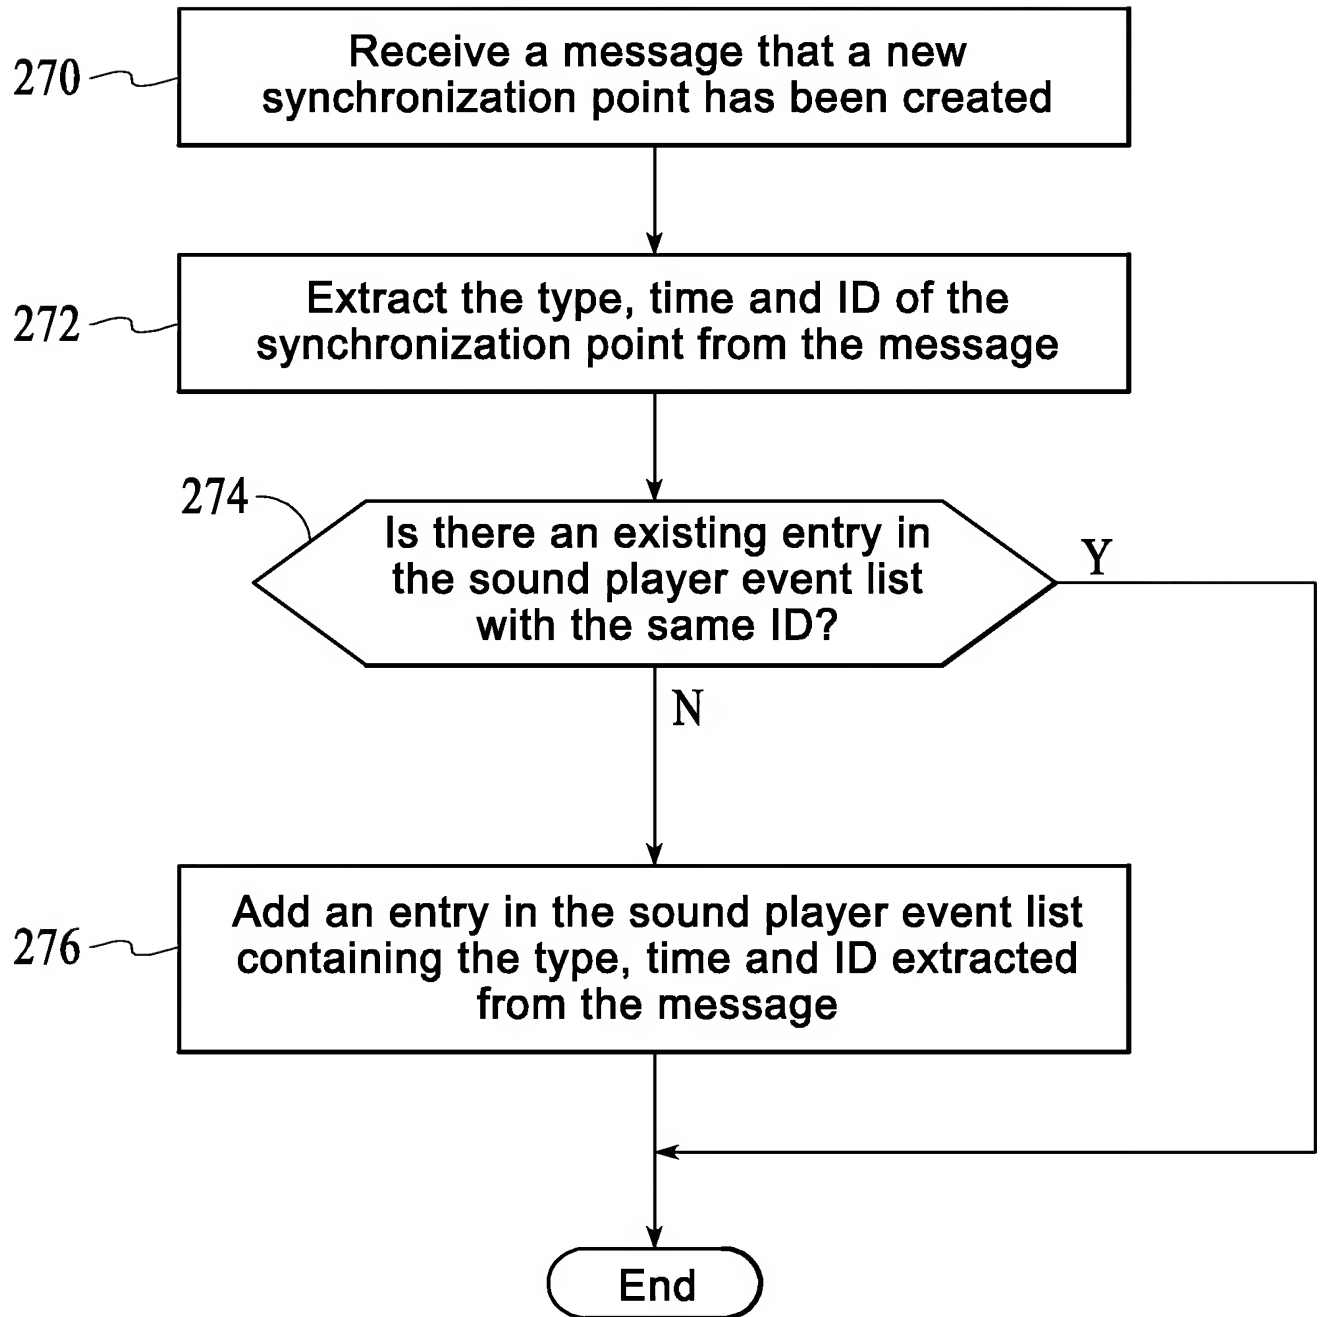 270
Receive a message that a new
synchronization point has been created
272
Extract the type, time and ID of the
synchronization point from the message
274
Is there an existing entry in
the sound player event list
with the same ID?
Y
N
276
Add an entry in the sound player event list
containing the type, time and ID extracted
from the message
End